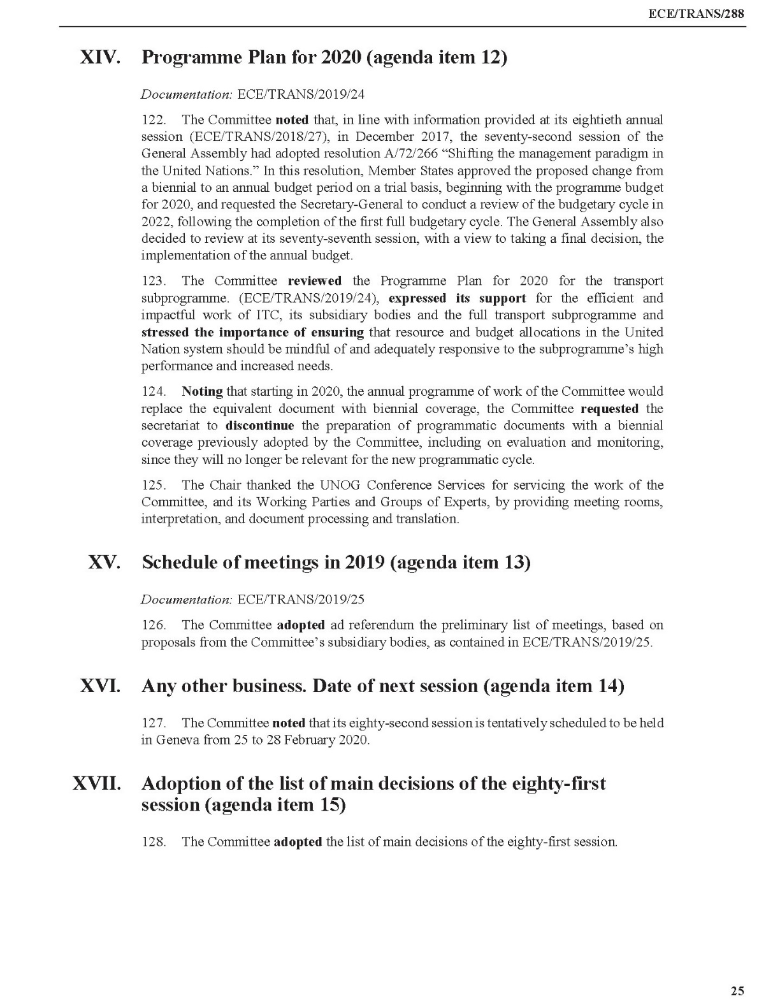 ECE/TRANS/288
XIV. Programme Plan for 2020 (agenda item 12)
Documentation: ECE/TRANS/2019/24
122. The Committee noted that, in line with information provided at its eightieth annual
session (ECE/TRANS/2018/27), in December 2017, the seventy-second session of the
General Assembly had adopted resolution A/72/266 “Shifting the management paradigm in
the United Nations.” In this resolution, Member States approved the proposed change from
a biennial to an annual budget period on a trial basis, beginning with the programme budget
for 2020, and requested the Secretary-General to conduct a review of the budgetary cycle in
2022, following the completion of the first full budgetary cycle. The General Assembly also
decided to review at its seventy-seventh session, with a view to taking a final decision, the
implementation of the annual budget.
123. The Committee reviewed the Programme Plan for 2020 for the transport
subprogramme. (ECE/TRANS/2019/24), expressed its support for the efficient and
impactful work of ITC, its subsidiary bodies and the full transport subprogramme and
stressed the importance of ensuring that resource and budget allocations in the United
Nation system should be mindful of and adequately responsive to the subprogramme’s high
performance and increased needs.
124. Noting that starting in 2020, the annual programme of work of the Committee would
replace the equivalent document with biennial coverage, the Committee requested the
secretariat to discontinue the preparation of programmatic documents with a biennial
coverage previously adopted by the Committee, including on evaluation and monitoring,
since they will no longer be relevant for the new programmatic cycle.
125. The Chair thanked the UNOG Conference Services for servicing the work of the
Committee, and its Working Parties and Groups of Experts, by providing meeting rooms,
interpretation, and document processing and translation.
XV. Schedule of meetings in 2019 (agenda item 13)
Documentation: ECE/TRANS/2019/25
126. The Committee adopted ad referendum the preliminary list of meetings, based on
proposals from the Committee’s subsidiary bodies, as contained in ECE/TRANS/2019/25.
XVI. Any other business. Date of next session (agenda item 14)
127. The Committee noted that its eighty-second session is tentatively scheduled to be held
in Geneva from 25 to 28 February 2020.
XVII. Adoption of the list of main decisions of the eighty-first
session (agenda item 15)
128. The Committee adopted the list of main decisions of the eighty-first session.
25